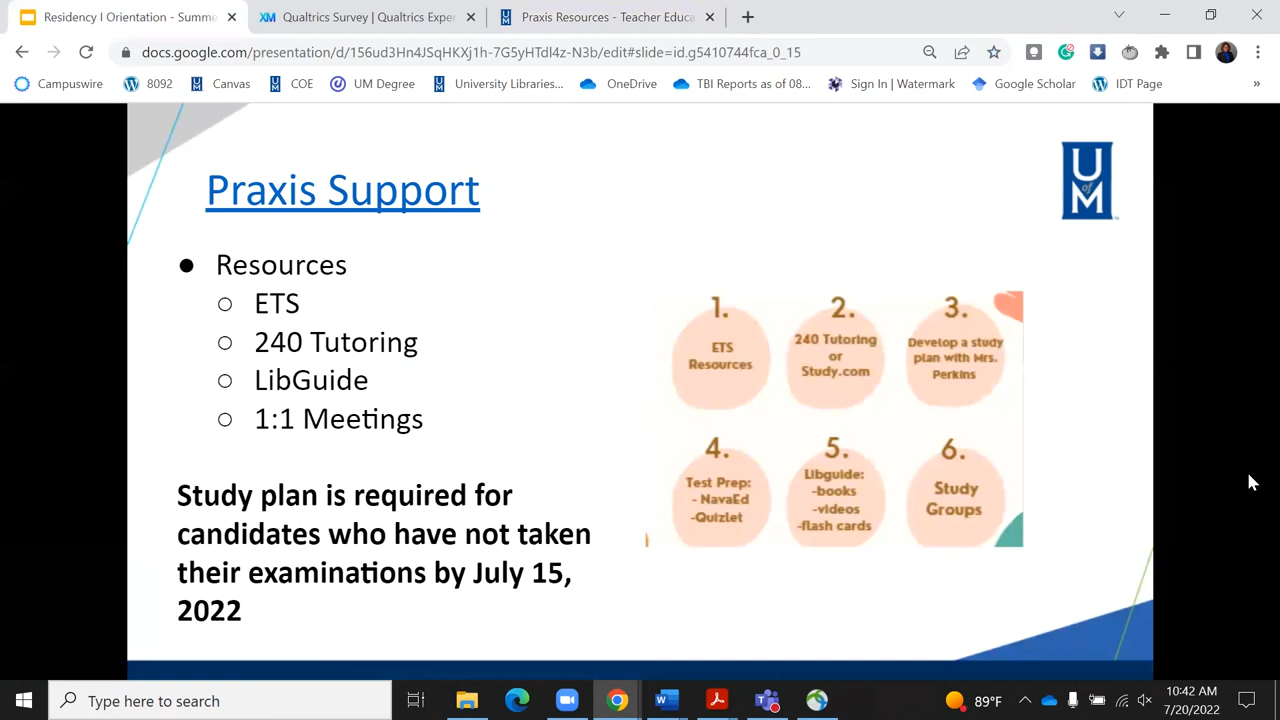 Residency I Orientation - Summe
Qualtrics Survey | Qualtrics Exper
Praxis Resources - Teacher Educa
docs.google.com/presentation/d/156ud3Hn4JSqHKXj1h-7G5yHTdl4z-N3b/edit#slide=id.g5410744fca_0_15
Campuswire
8092
Canvas
COE
UM Degree
University Libraries...
OneDrive
TBI Reports as of 08...
Sign In | Watermark
Google Scholar
IDT Page
»
Praxis Support
U
of
M
● Resources
○ ETS
○ 240 Tutoring
○ LibGuide
○ 1:1 Meetings
Study plan is required for
candidates who have not taken
their examinations by July 15,
2022
1.
ETS
Resources
2.
240 Tutoring
or
Study.com
3.
Develop a study
plan with Mrs.
Perkins
4.
Test Prep:
- NavaEd
-Quizlet
5.
Libguide:
-books
-videos
-flash cards
6.
Study
Groups
Type here to search
89°F
10:42 AM
7/20/2022